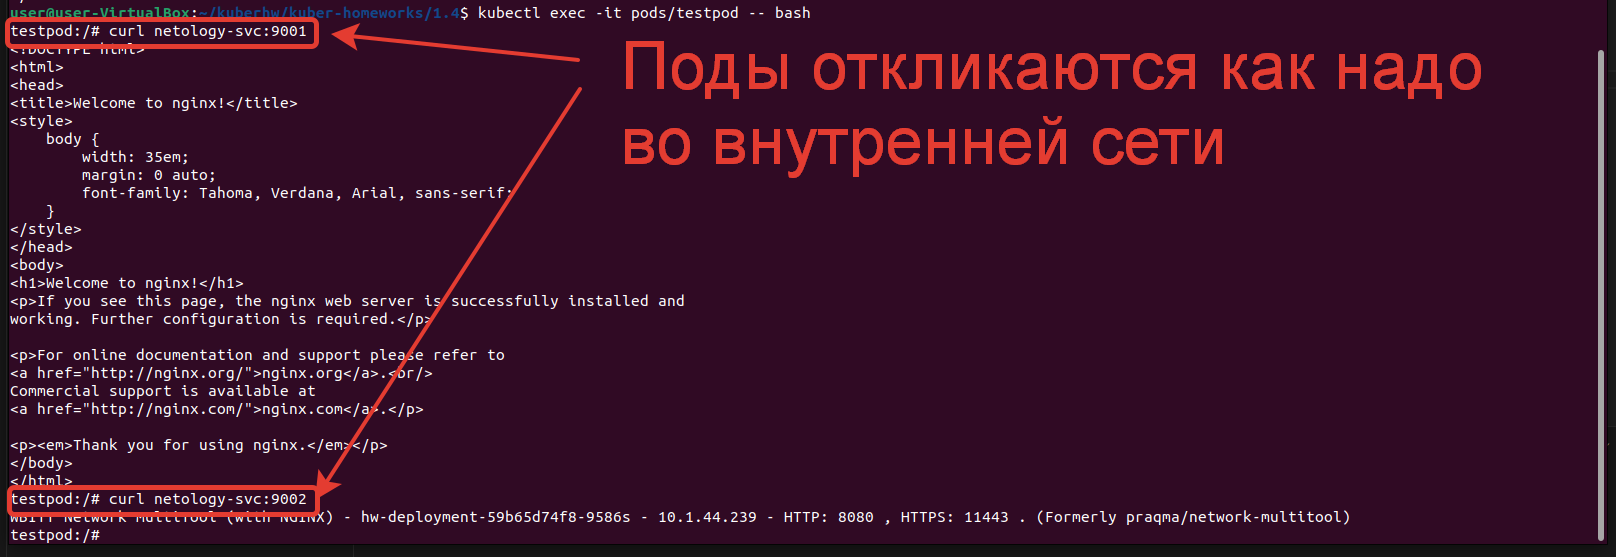 user@user-VirtualBox:~/kuberhw/kuber-homeworks/1.4$ kubectl exec -it pods/testpod -- bash
testpod:/# curl netology-svc:9001
<!DOCTYPE html>
<html>
<head>
<title>Welcome to nginx!</title>
<style>
    body {
        width: 35em;
        margin: 0 auto;
        font-family: Tahoma, Verdana, Arial, sans-serif;
    }
</style>
</head>
<body>
<h1>Welcome to nginx!</h1>
<p>If you see this page, the nginx web server is successfully installed and
working. Further configuration is required.</p>

<p>For online documentation and support please refer to
<a href="http://nginx.org/">nginx.org</a>.<br/>
Commercial support is available at
<a href="http://nginx.com/">nginx.com</a>.</p>

<p><em>Thank you for using nginx.</em></p>
</body>
</html>
testpod:/# curl netology-svc:9002
WBITT Network MultiTool (with NGINX) - hw-deployment-59b65d74f8-9586s - 10.1.44.239 - HTTP: 8080 , HTTPS: 11443 . (Formerly praqma/network-multitool)
testpod:/#
Поды откликаются как надо
во внутренней сети